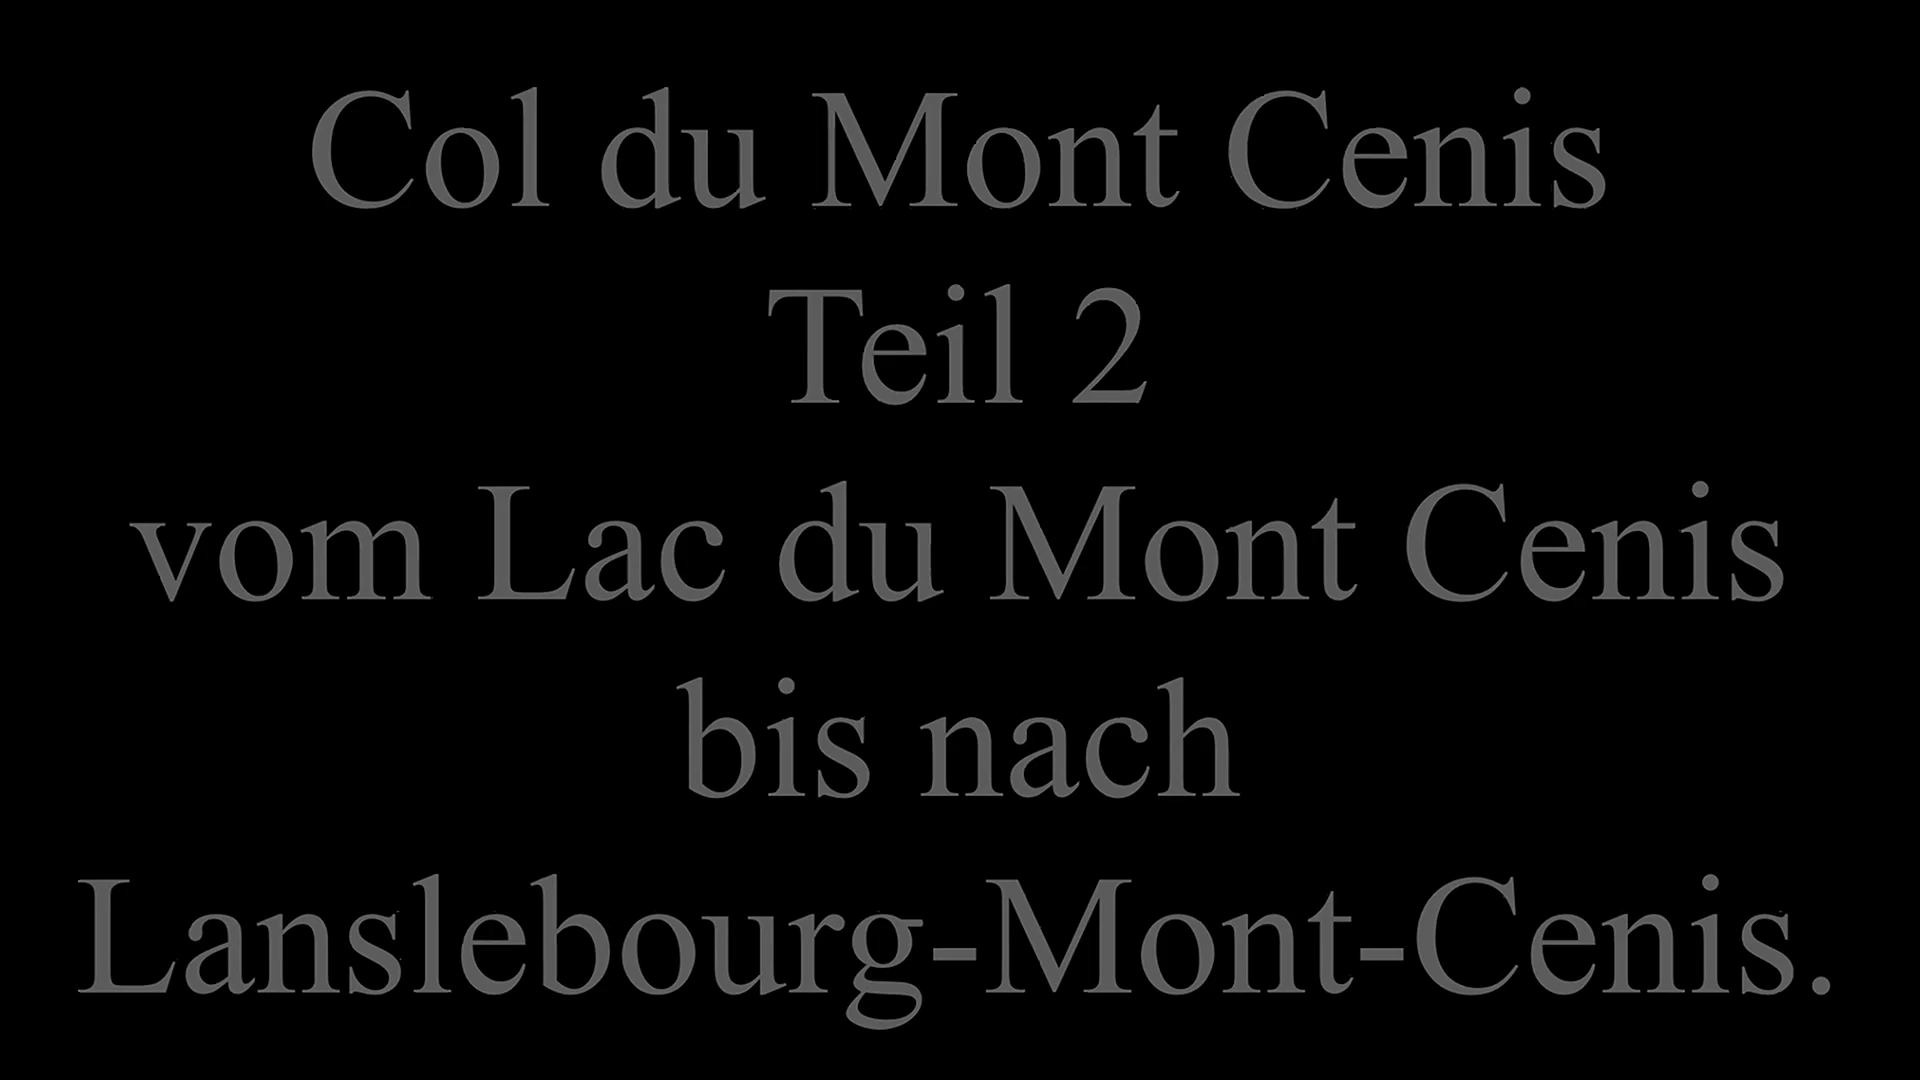 Col du Mont Cenis
Teil 2
vom Lac du Mont Cenis
bis nach
Lanslebourg-Mont-Cenis.